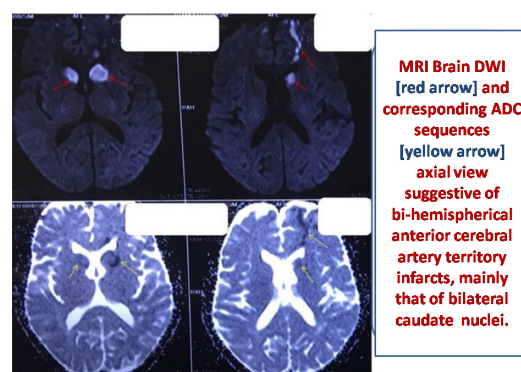 MRI Brain DWI
[red arrow] and
corresponding ADC
sequences
[yellow arrow]
axial view
suggestive of
bi-hemispherical
anterior cerebral
artery territory
infarcts, mainly
that of bilateral
caudate nuclei.